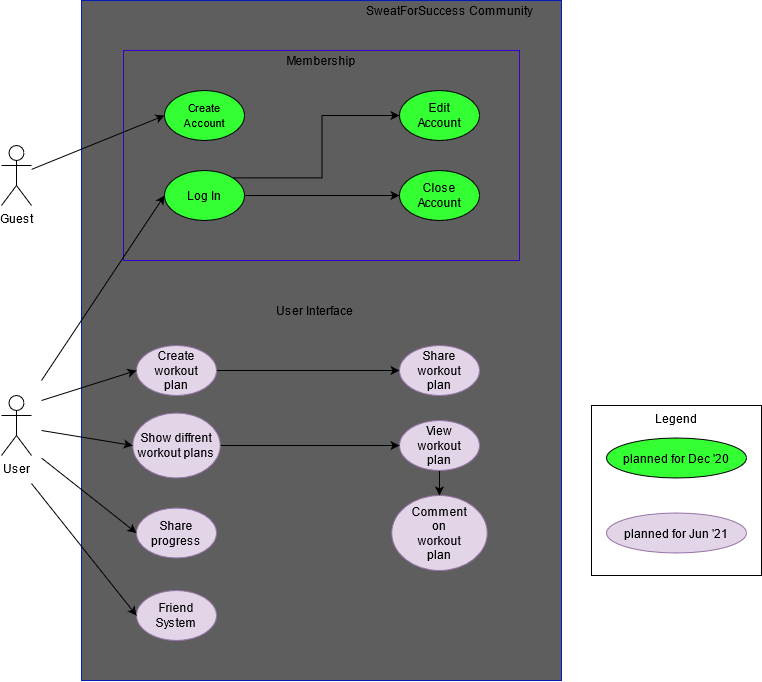 SweatForSuccess Community
Membership
Create
Account
Edit
Account
Log In
Close
Account
Guest
User Interface
Create
workout
plan
Share
workout
plan
Show diffrent
workout plans
View
workout
plan
User
Share
progress
Comment
on
workout
plan
Friend
System
Legend
planned for Dec '20
planned for Jun '21